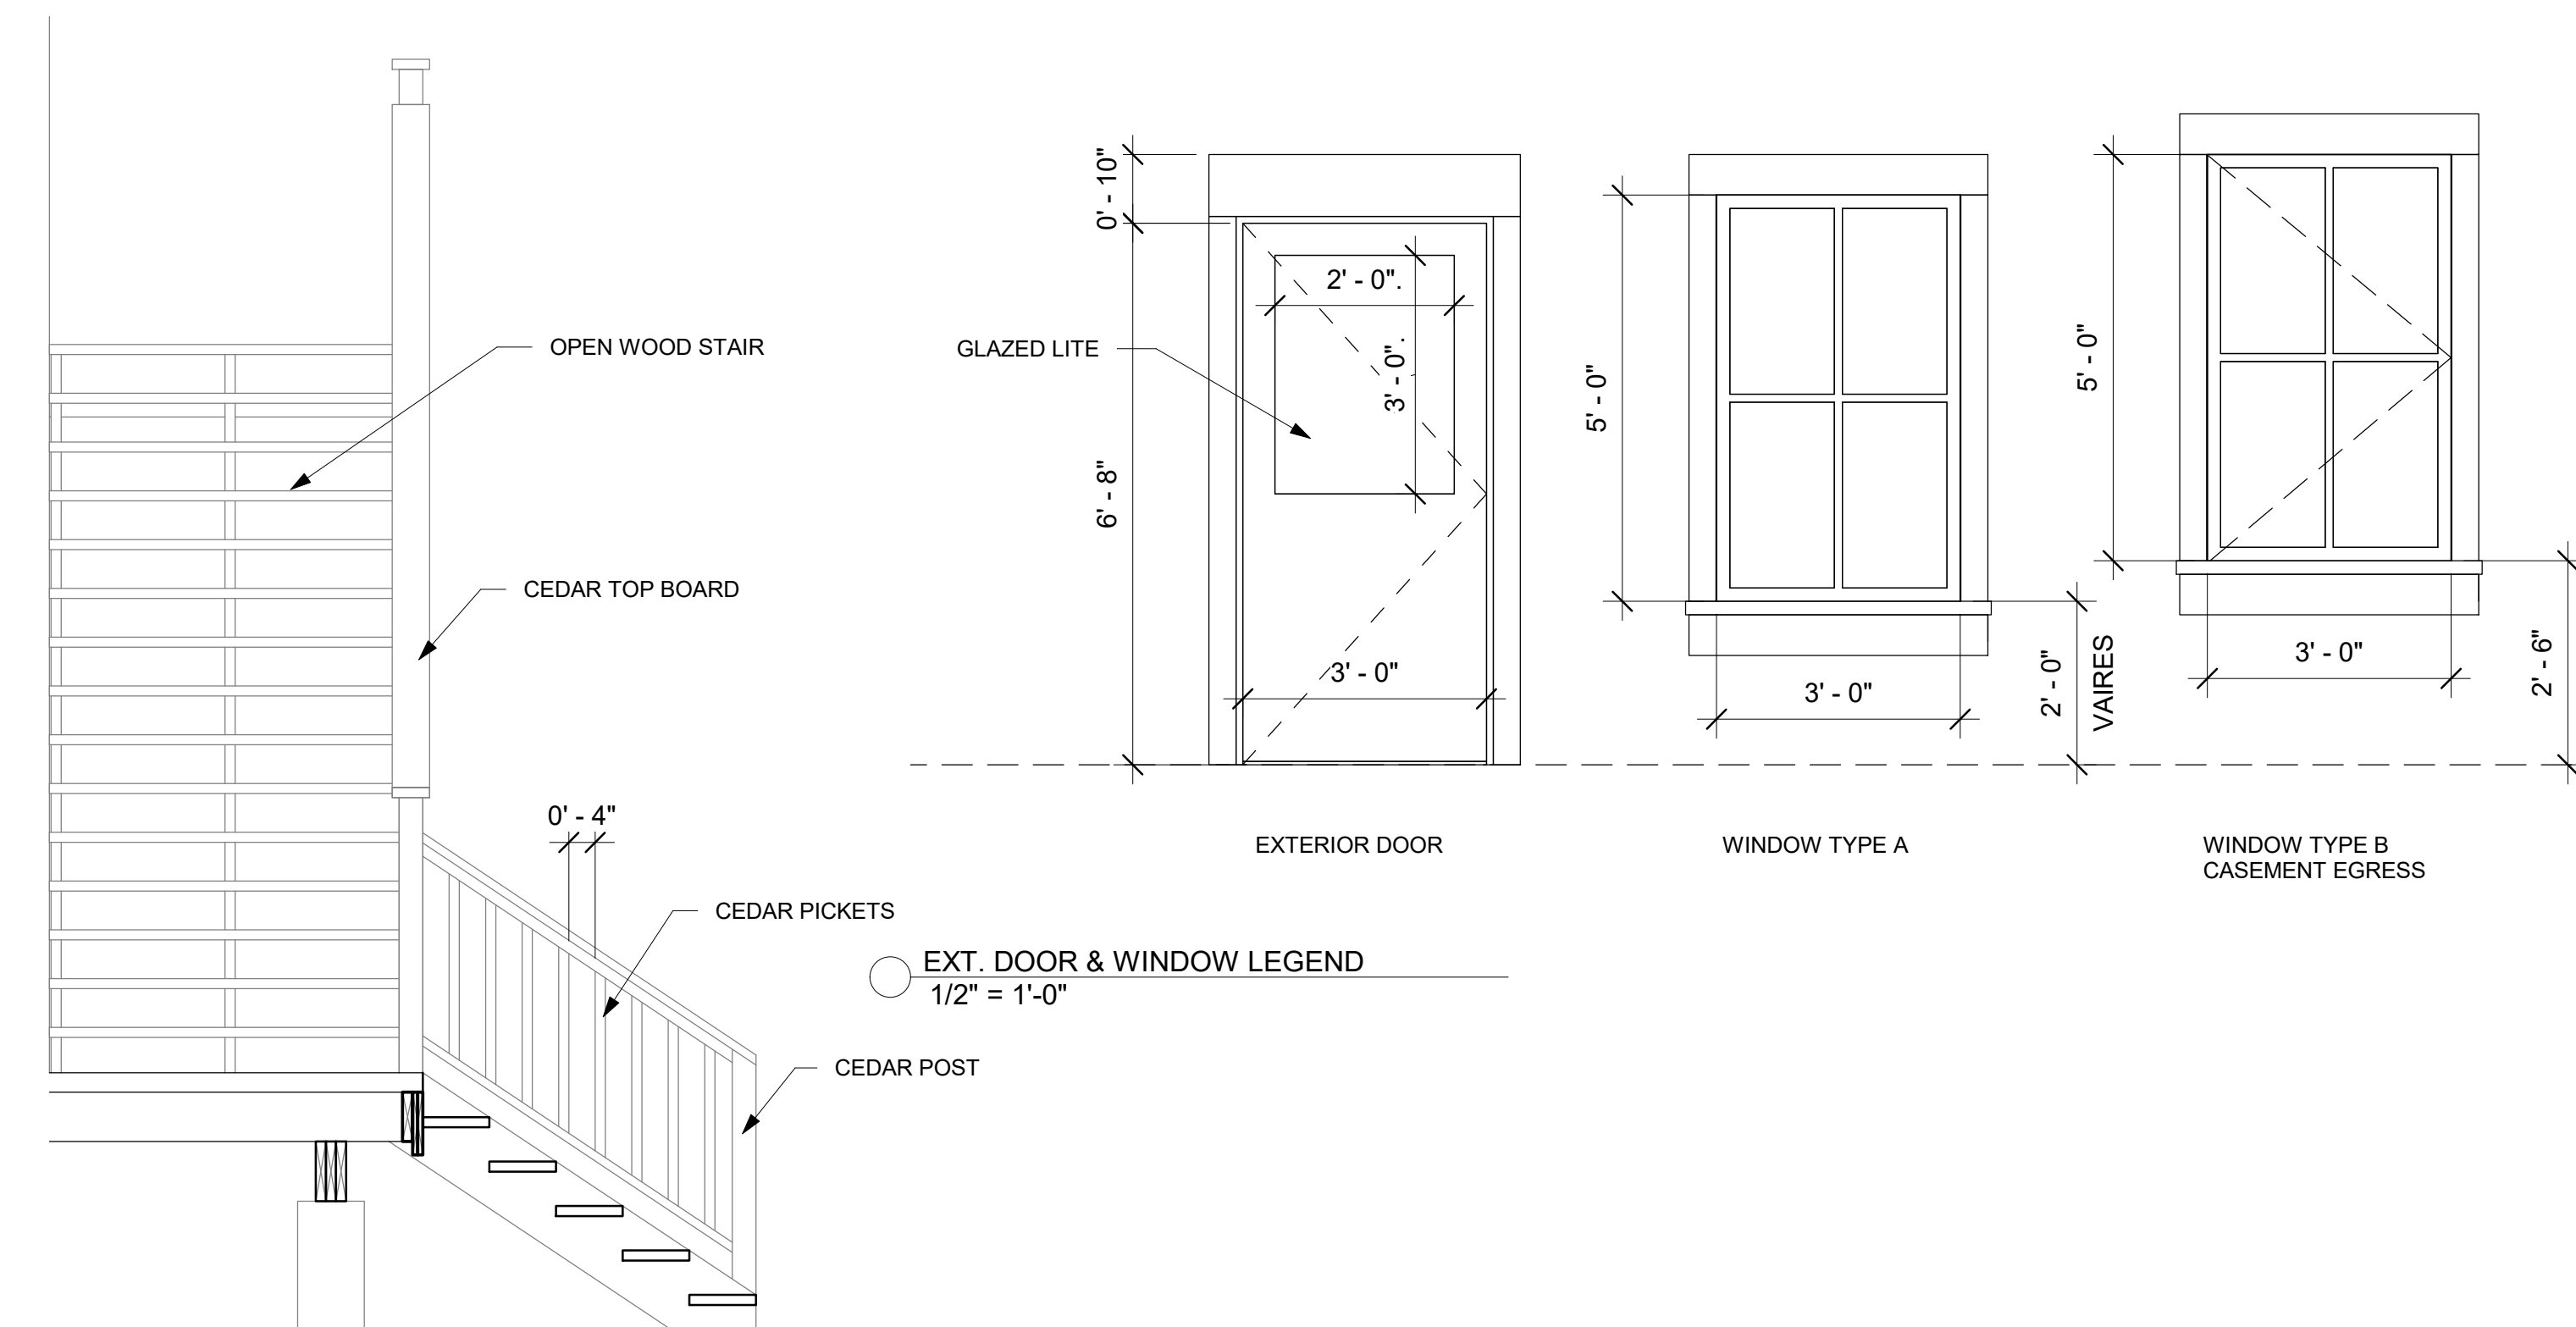 OPEN WOOD STAIR
CEDAR TOP BOARD
0' - 4"
CEDAR PICKETS
CEDAR POST
0' - 10"
6' - 8"
GLAZED LITE
2' - 0".
3' - 0".
3' - 0"
EXTERIOR DOOR
5' - 0"
3' - 0"
2' - 0"
VAIRES
WINDOW TYPE A
5' - 0"
3' - 0"
2' - 6"
WINDOW TYPE B
CASEMENT EGRESS
EXT. DOOR & WINDOW LEGEND
1/2" = 1'-0"